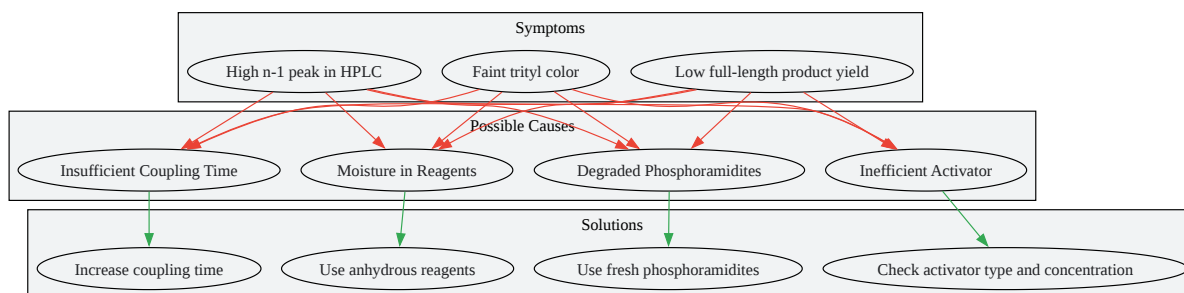 Symptoms
High n-1 peak in HPLC
Faint trityl color
Low full-length product yield
Possible Causes
Insufficient Coupling Time
Moisture in Reagents
Degraded Phosphoramidites
Inefficient Activator
Solutions
Increase coupling time
Use anhydrous reagents
Use fresh phosphoramidites
Check activator type and concentration